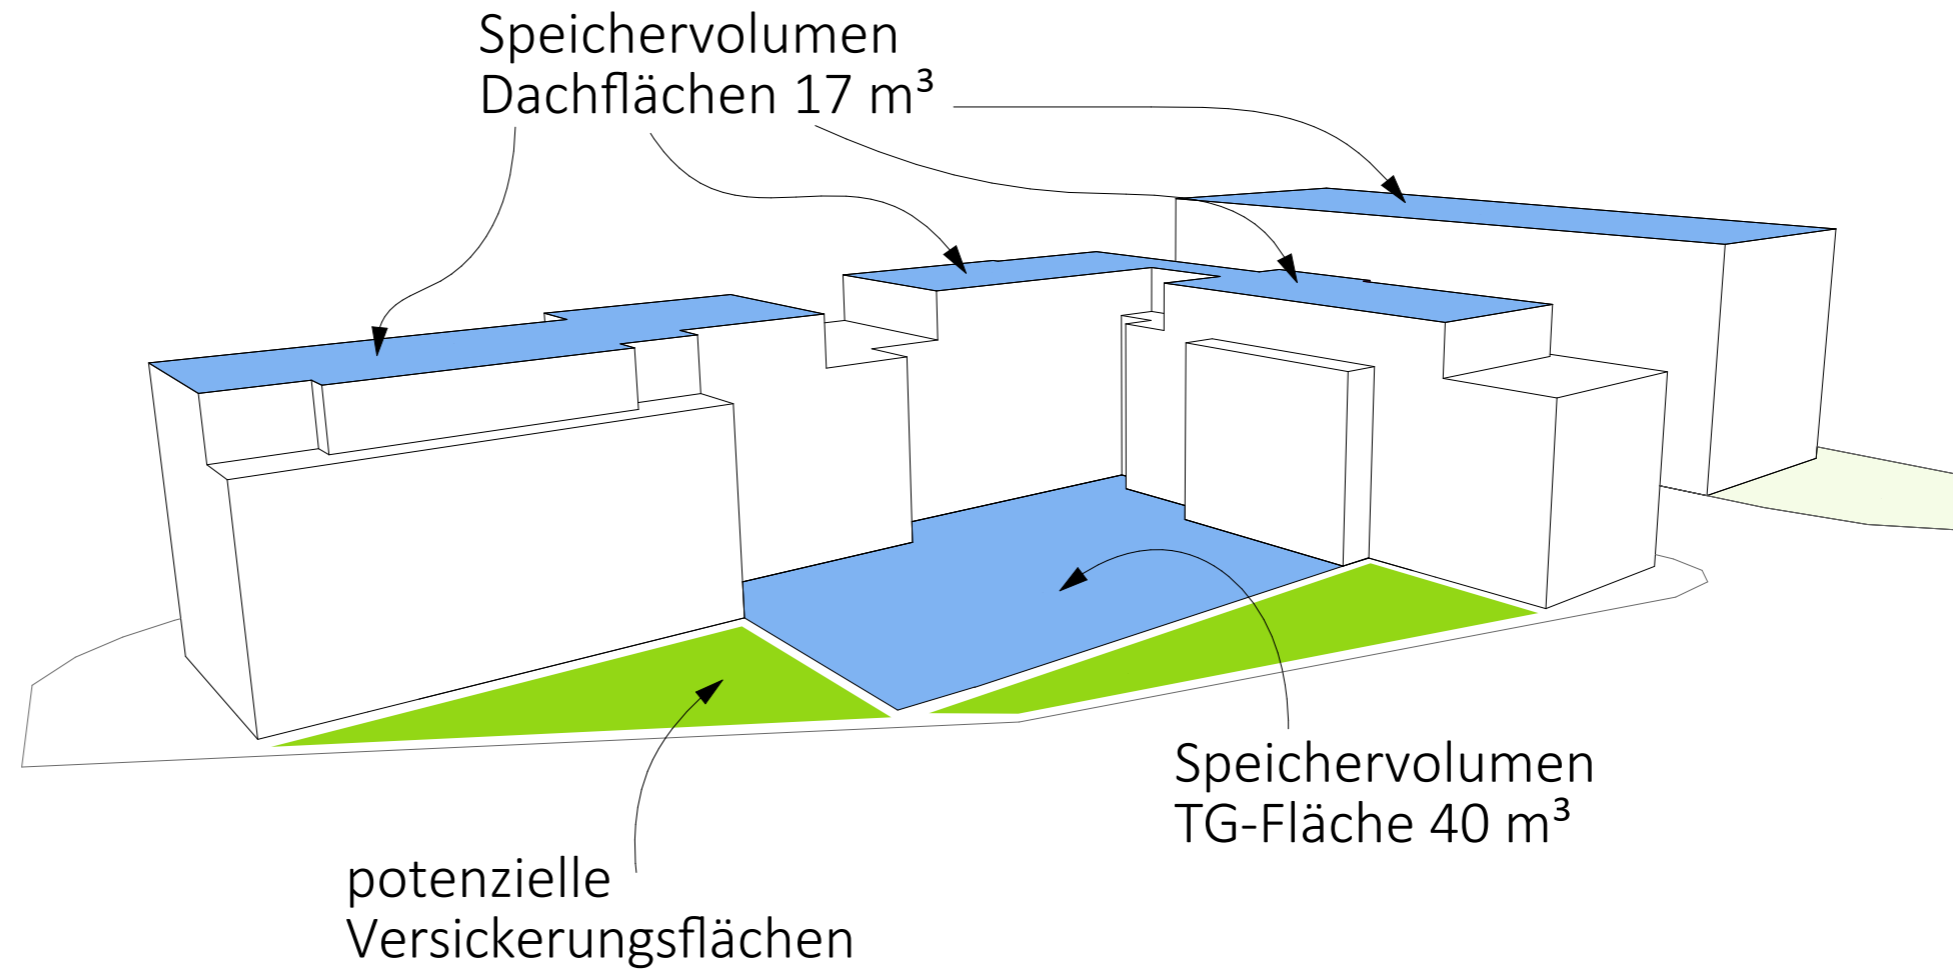 Speichervolumen
Dachflächen 17 m³
Speichervolumen
TG-Fläche 40 m³
potenzielle
Versickerungsflächen